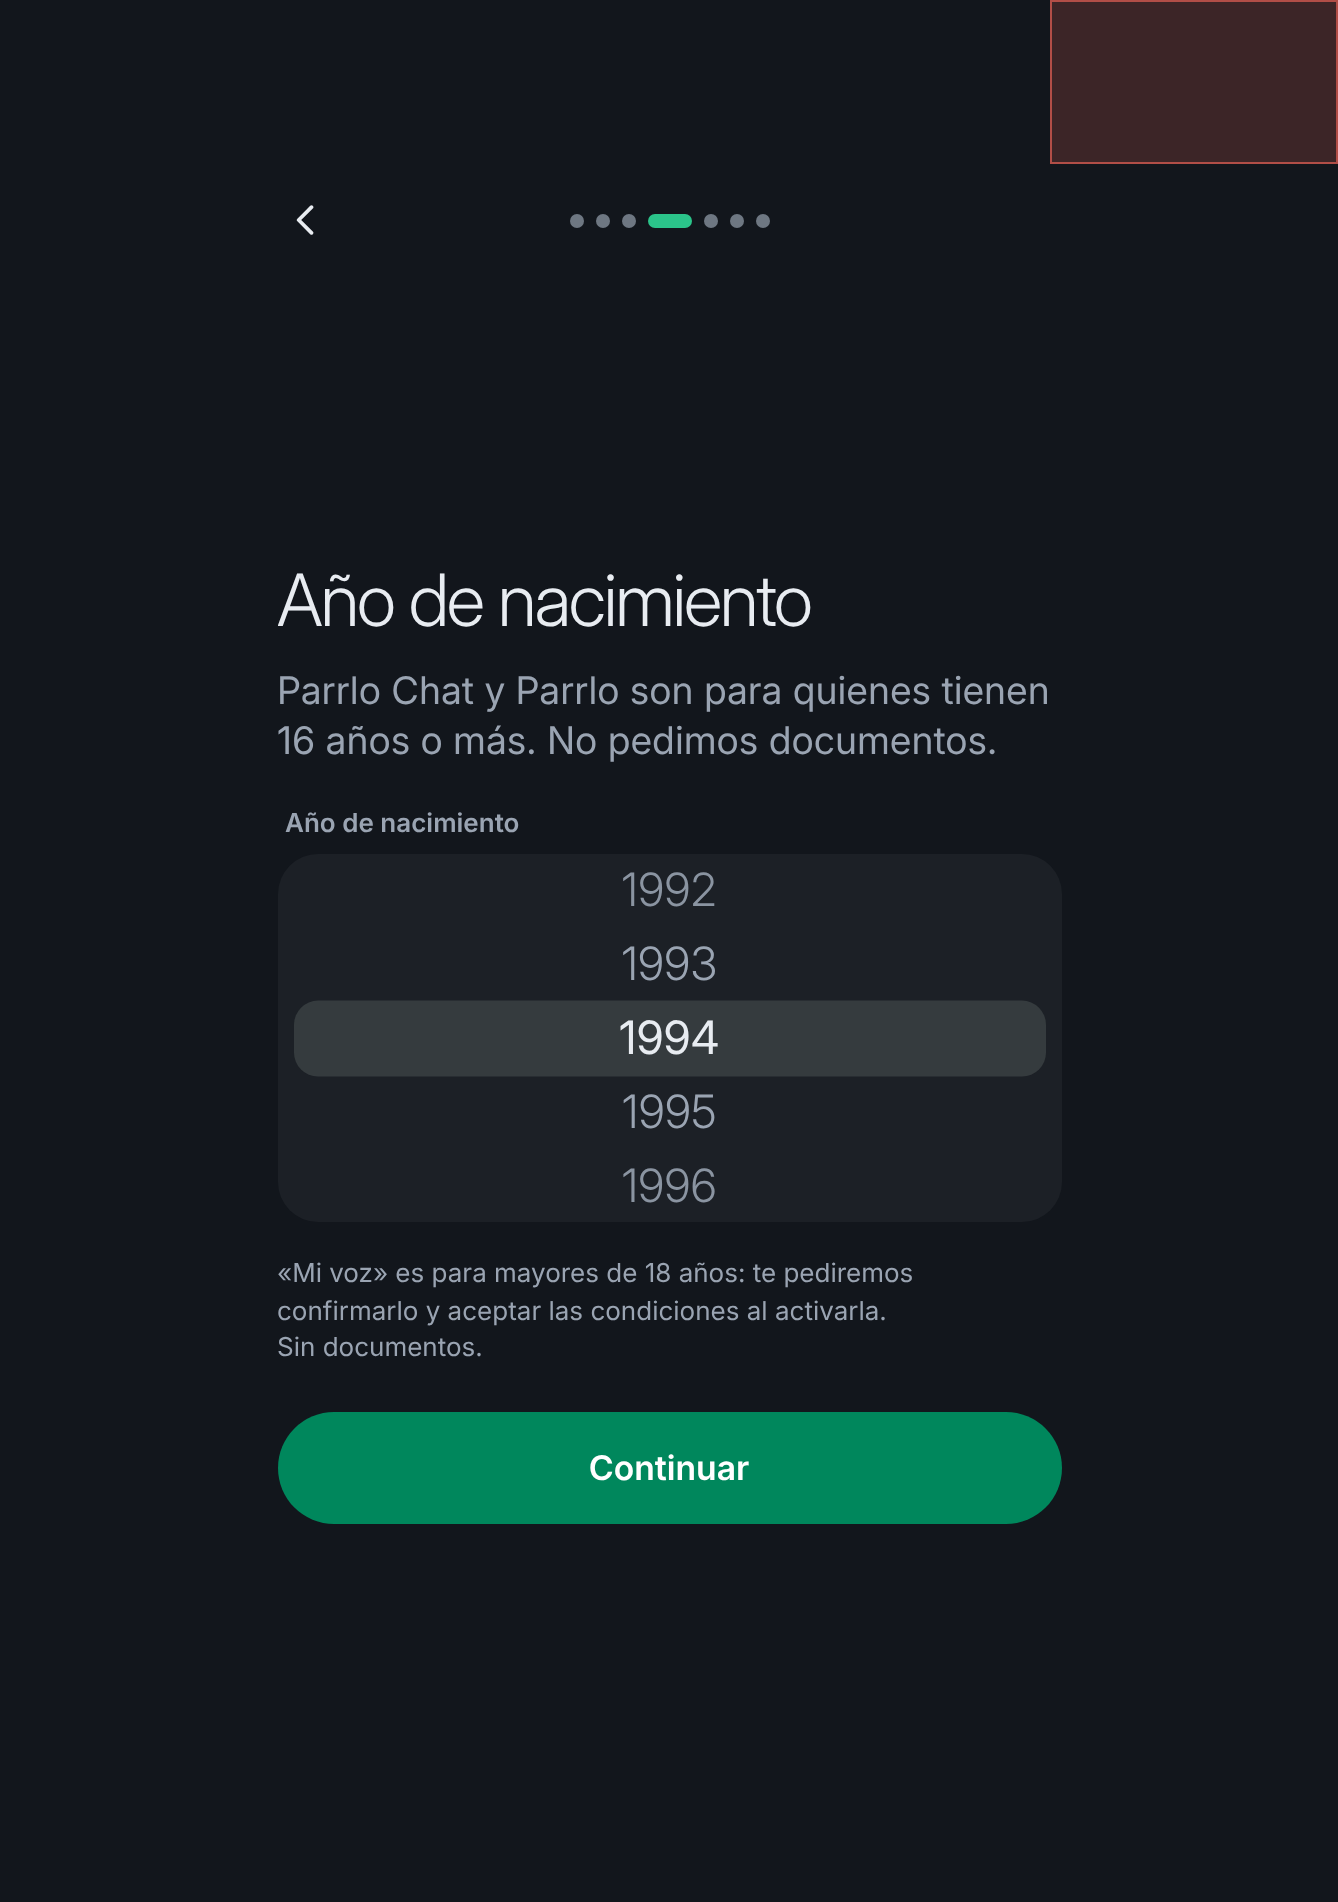 Año de nacimiento
Parrlo Chat y Parrlo son para quienes tienen
16 años o más. No pedimos documentos.
Año de nacimiento
1992
1993
1994
1995
1996
«Mi voz» es para mayores de 18 años: te pediremos
confirmarlo y aceptar las condiciones al activarla.
Sin documentos.
Continuar